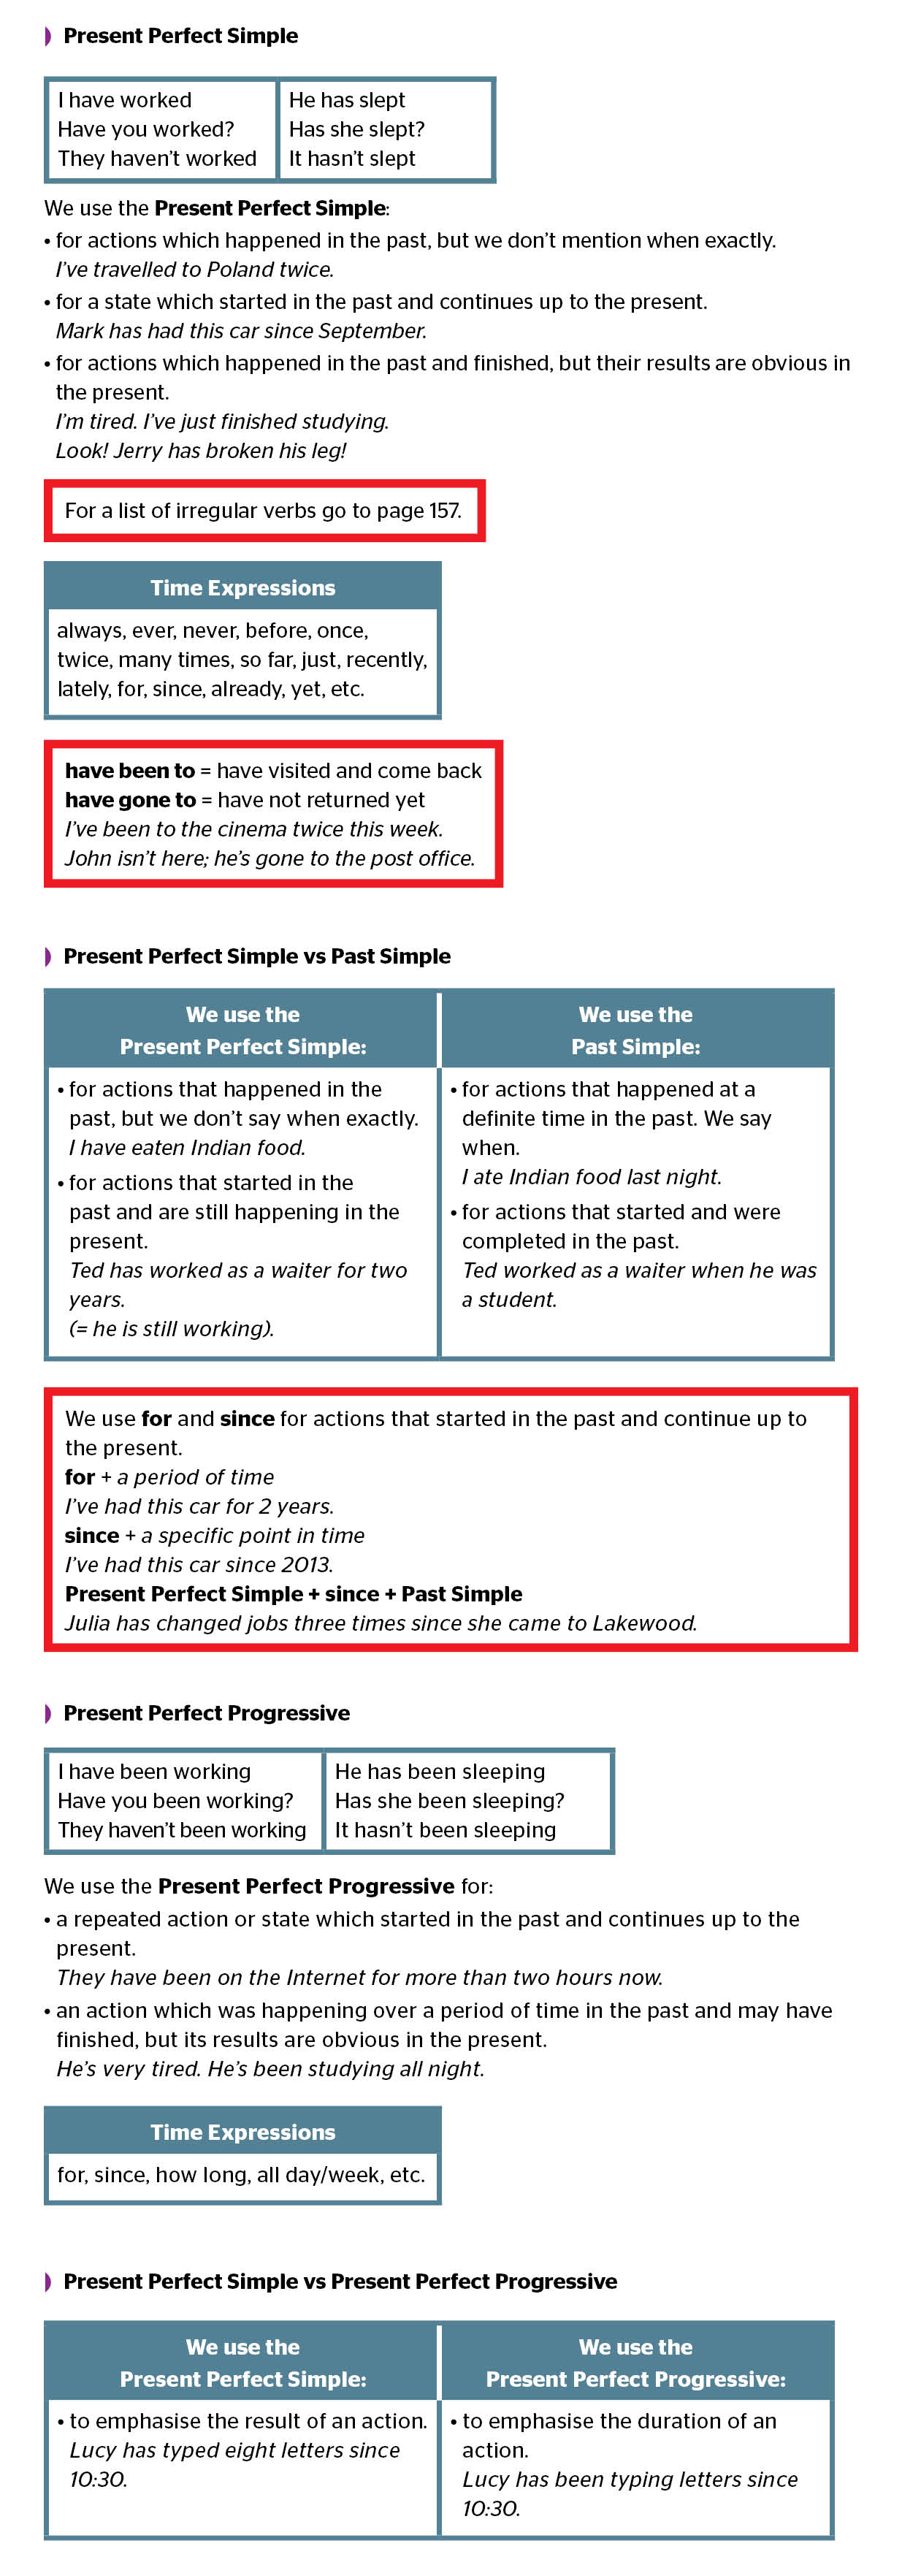 Present Perfect Simple
I have worked
Have you worked?
They haven't worked
He has slept
Has she slept?
It hasn't slept
We use the Present Perfect Simple:
• for actions which happened in the past, but we don't mention when exactly.
I've travelled to Poland twice.
• for a state which started in the past and continues up to the present.
Mark has had this car since September.
• for actions which happened in the past and finished, but their results are obvious in
the present.
I'm tired. I've just finished studying.
Look! Jerry has broken his leg!
For a list of irregular verbs go to page 157.
Time Expressions
always, ever, never, before, once,
twice, many times, so far, just, recently,
lately, for, since, already, yet, etc.
have been to = have visited and come back
have gone to = have not returned yet
I've been to the cinema twice this week.
John isn't here; he's gone to the post office.
Present Perfect Simple vs Past Simple
We use the
Present Perfect Simple:
• for actions that happened in the
past, but we don't say when exactly.
I have eaten Indian food.
• for actions that started in the
past and are still happening in the
present.
Ted has worked as a waiter for two
years.
(= he is still working).
We use the
Past Simple:
• for actions that happened at a
definite time in the past. We say
when.
I ate Indian food last night.
• for actions that started and were
completed in the past.
Ted worked as a waiter when he was
a student.
We use for and since for actions that started in the past and continue up to
the present.
for + a period of time
I've had this car for 2 years.
since + a specific point in time
I've had this car since 2013.
Present Perfect Simple + since + Past Simple
Julia has changed jobs three times since she came to Lakewood.
Present Perfect Progressive
I have been working
Have you been working?
They haven't been working
He has been sleeping
Has she been sleeping?
It hasn't been sleeping
We use the Present Perfect Progressive for:
• a repeated action or state which started in the past and continues up to the
present.
They have been on the Internet for more than two hours now.
• an action which was happening over a period of time in the past and may have
finished, but its results are obvious in the present.
He's very tired. He's been studying all night.
Time Expressions
for, since, how long, all day/week, etc.
Present Perfect Simple vs Present Perfect Progressive
We use the
Present Perfect Simple:
• to emphasise the result of an action.
Lucy has typed eight letters since
10:30.
We use the
Present Perfect Progressive:
• to emphasise the duration of an
action.
Lucy has been typing letters since
10:30.